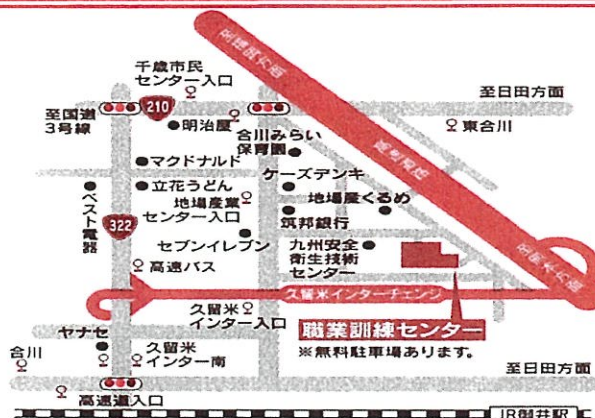 千歳市民
センター入口
至国道
3号線
210
明治屋
合川みらい
保育園
東合川
至日田方面
マクドナルド
立花うどん
地場産業
センター入口
ケーズデンキ
地場産くるめ
筑邦銀行
ベスト電器
322
セブンイレブン
九州安全
衛生技術
センター
高速バス
久留米インターチェンジ
久留米
インター入口
職業訓練センター
※無料駐車場あります。
ヤナセ
合川
久留米
インター南
至日田方面
高速道入口
JR御井駅